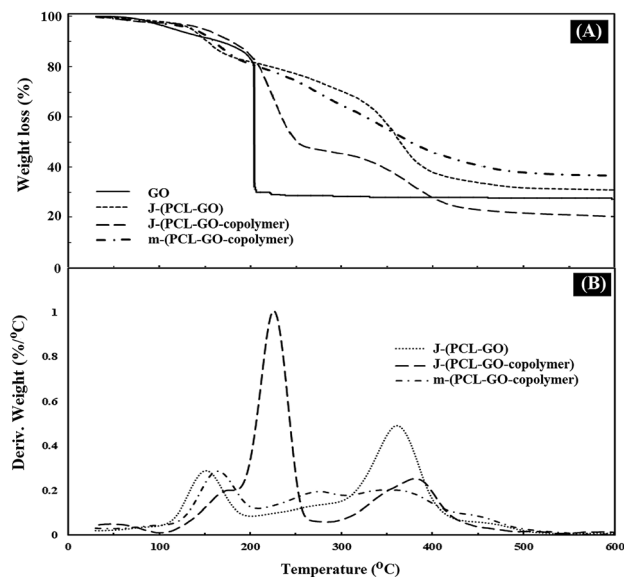 (A)
100
80
60
40
20
0
Weight loss (%)
GO
J-(PCL-GO)
J-(PCL-GO-copolymer)
m-(PCL-GO-copolymer)
(B)
1
0.8
0.6
0.4
0.2
0
Deriv. Weight (%/°C)
J-(PCL-GO)
J-(PCL-GO-copolymer)
m-(PCL-GO-copolymer)
0 100 200 300 400 500 600
Temperature (°C)